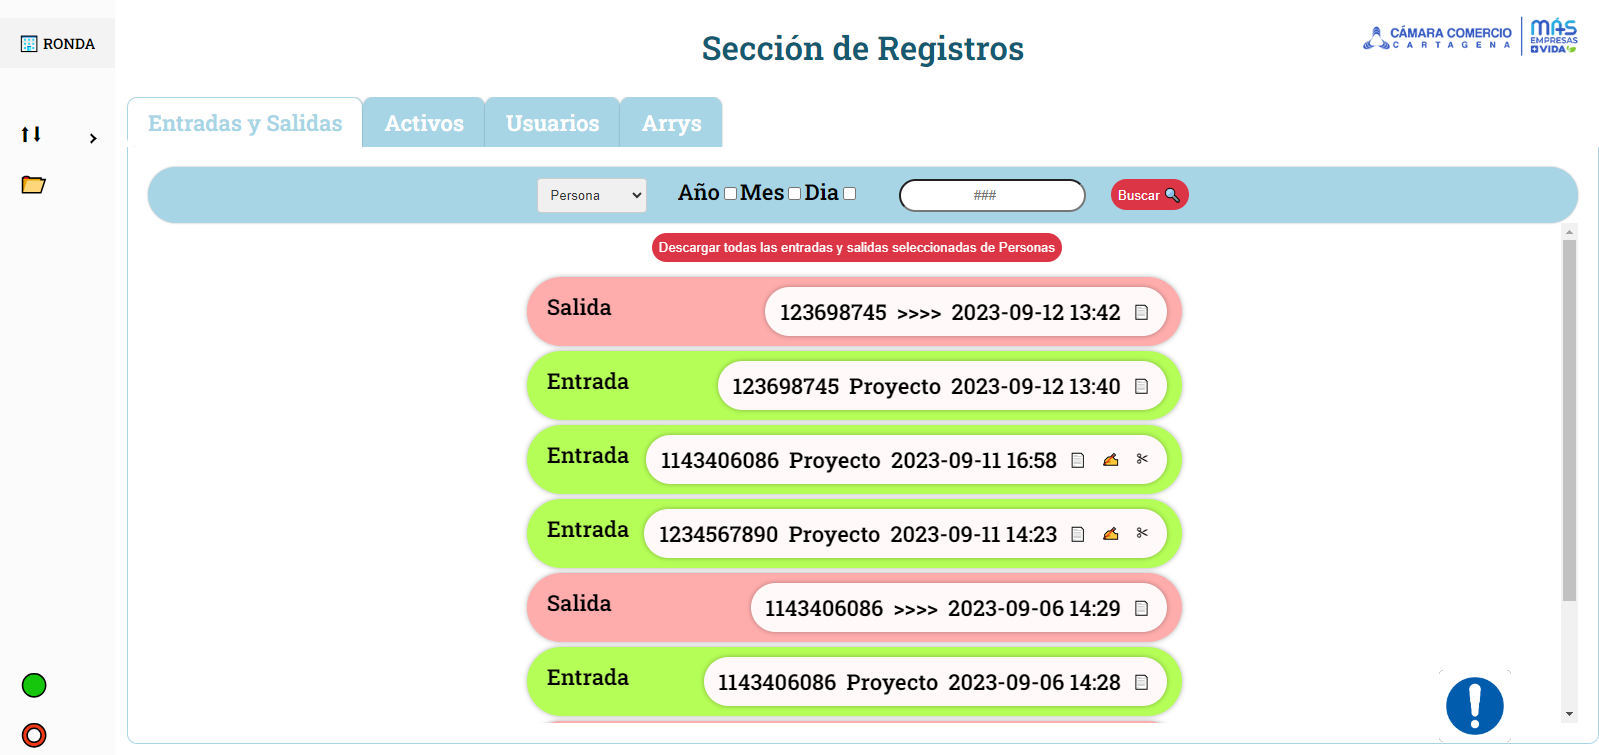 RONDA
Sección de Registros
CÁMARA COMERCIO
CARTAGENA
MÁS
EMPRESAS
+VIDA
Entradas y Salidas Activos Usuarios Arrys
Persona Año Mes Dia ### Buscar
Descargar todas las entradas y salidas seleccionadas de Personas
Salida 123698745 >>>> 2023-09-12 13:42
Entrada 123698745 Proyecto 2023-09-12 13:40
Entrada 1143406086 Proyecto 2023-09-11 16:58
Entrada 1234567890 Proyecto 2023-09-11 14:23
Salida 1143406086 >>>> 2023-09-06 14:29
Entrada 1143406086 Proyecto 2023-09-06 14:28